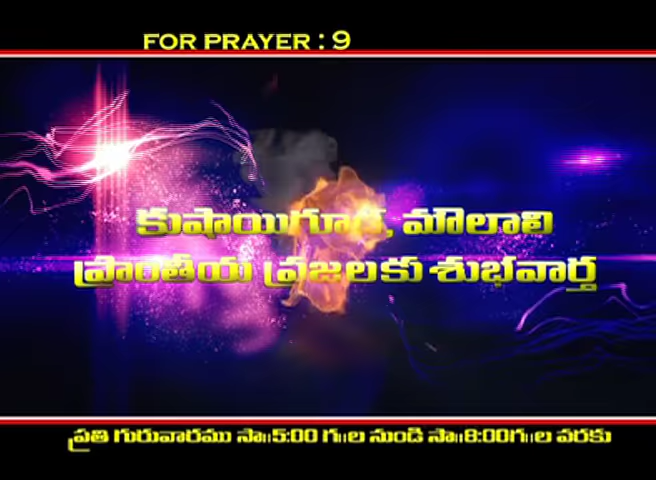 FOR PRAYER : 9
కుషాయిగూడ, మౌలాలి
ప్రాంతీయ ప్రజలకు శుభవార్త
ప్రతి గురువారము సా॥5:00 గ॥ల నుండి సా॥8:00గ॥ల వరకు